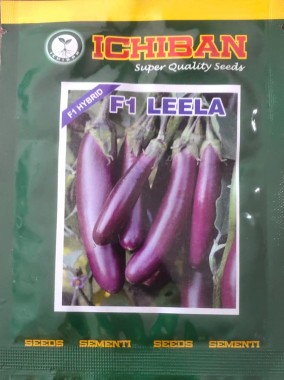 ICHIBAN
Super Quality Seeds
F1 HYBRID
F1 LEELA
SEEDS SEMENTI SEEDS SEMENTI